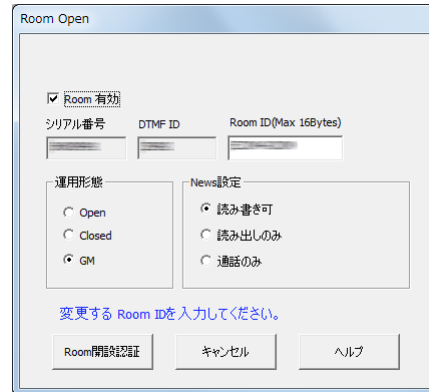 Room Open
Room 有効
シリアル番号 DTMF ID Room ID(Max 16Bytes)
運用形態 News設定
Open 読み書き可
Closed 読み出しのみ
GM 通話のみ
変更する Room IDを入力してください。
Room開設認証 キャンセル ヘルプ